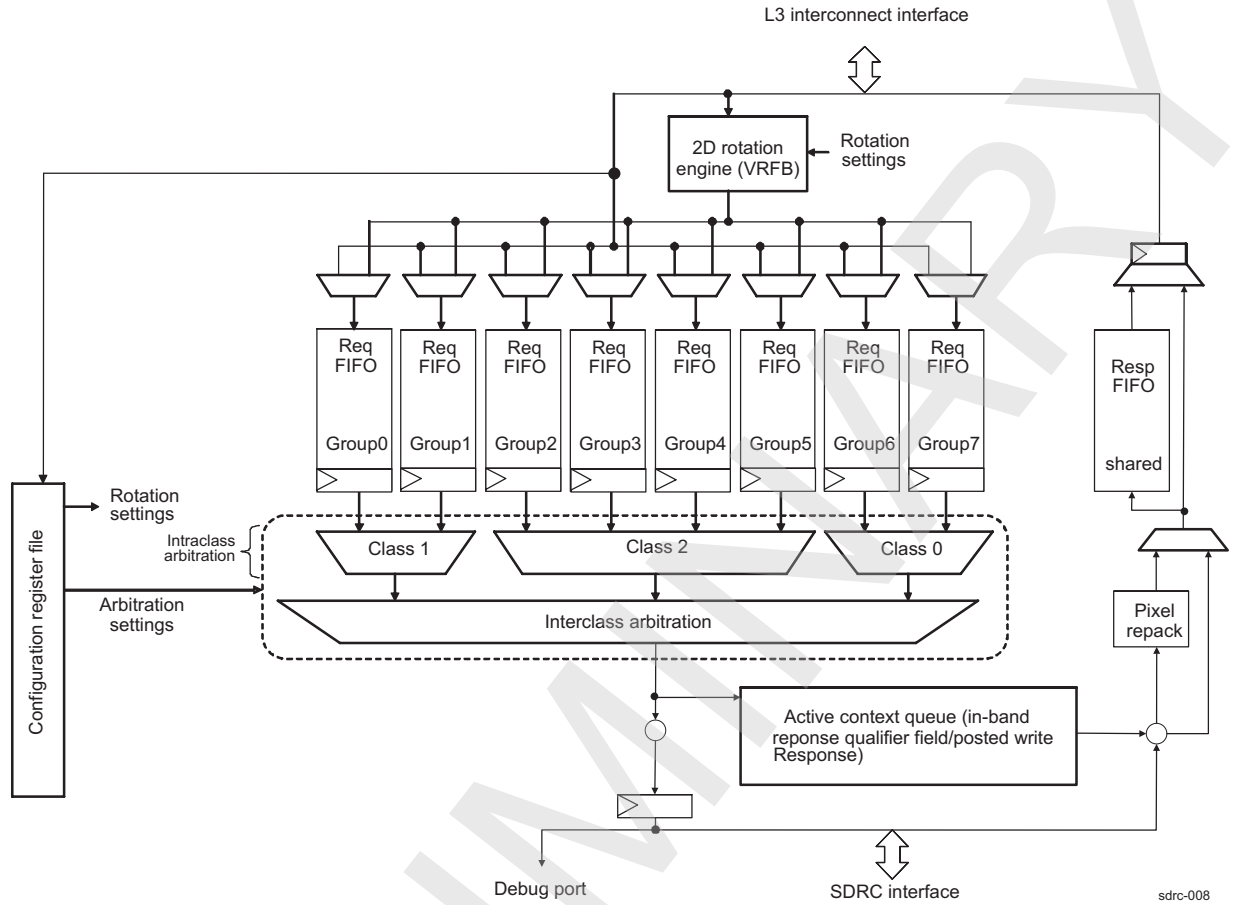 L3 interconnect interface
2D rotation
engine (VRFB)
Rotation
settings
Req
FIFO
Group0
Req
FIFO
Group1
Req
FIFO
Group2
Req
FIFO
Group3
Req
FIFO
Group4
Req
FIFO
Group5
Req
FIFO
Group6
Req
FIFO
Group7
Resp
FIFO
shared
Configuration register file
Rotation
settings
Intraclass
arbitration
Class 1
Class 2
Class 0
Arbitration
settings
Interclass arbitration
Pixel
repack
Active context queue (in-band
reponse qualifier field/posted write
Response)
Debug port
SDRC interface
sdrc-008
IMINARY